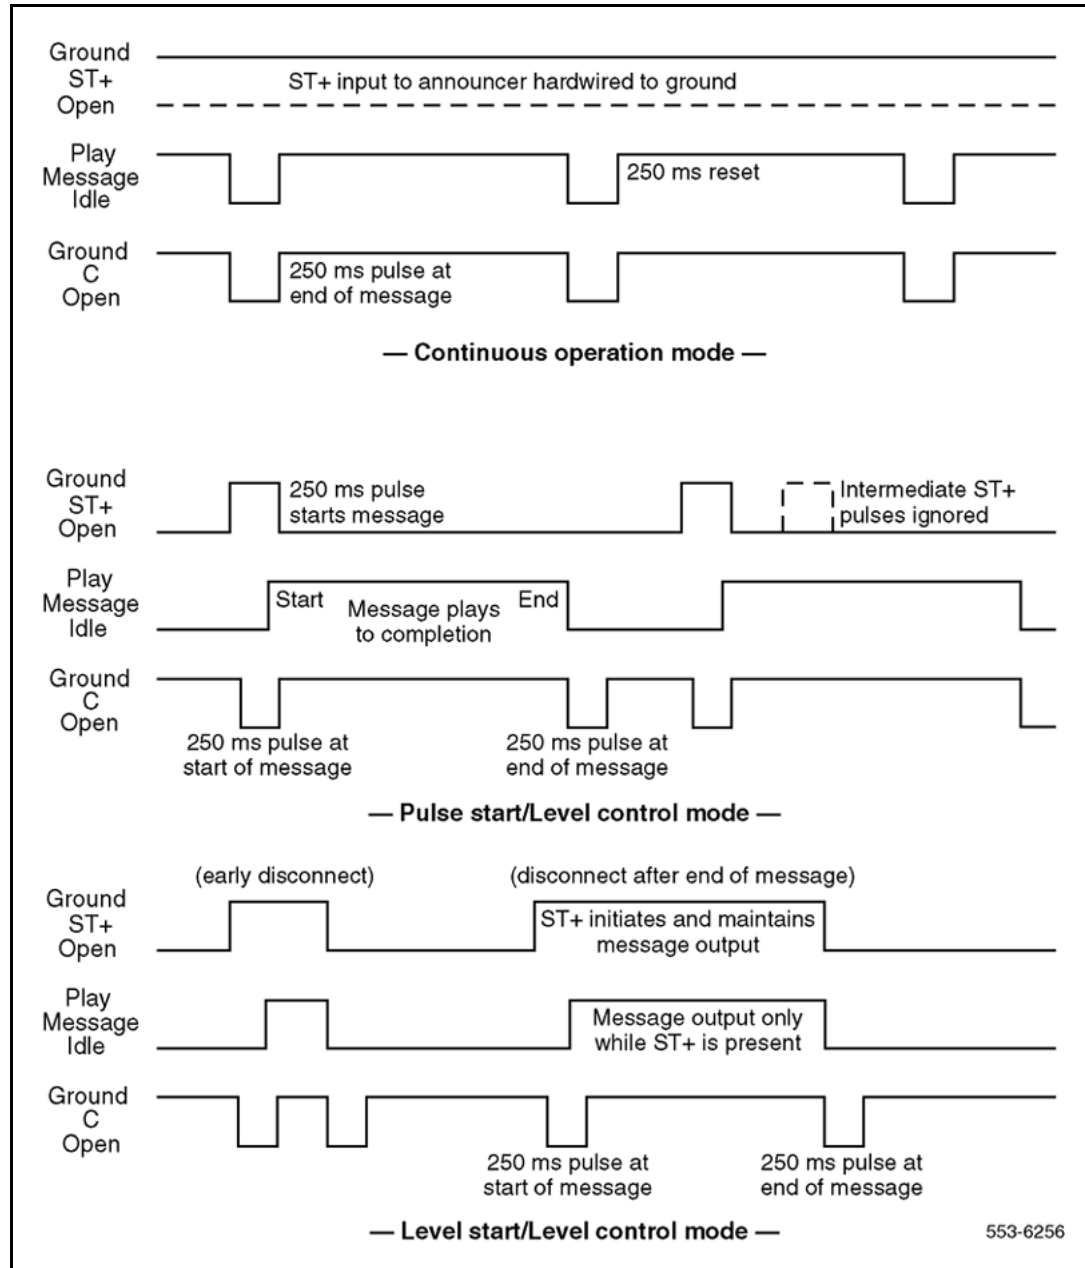 Ground
ST+
Open
ST+ input to announcer hardwired to ground
Play
Message
Idle
250 ms reset
Ground
C
Open
250 ms pulse at
end of message
— Continuous operation mode —
Ground
ST+
Open
250 ms pulse
starts message
Intermediate ST+
pulses ignored
Play
Message
Idle
Start
Message plays
to completion
End
Ground
C
Open
250 ms pulse at
start of message
250 ms pulse at
end of message
— Pulse start/Level control mode —
(early disconnect)
(disconnect after end of message)
Ground
ST+
Open
ST+ initiates and maintains
message output
Play
Message
Idle
Message output only
while ST+ is present
Ground
C
Open
250 ms pulse at
start of message
250 ms pulse at
end of message
— Level start/Level control mode —
553-6256